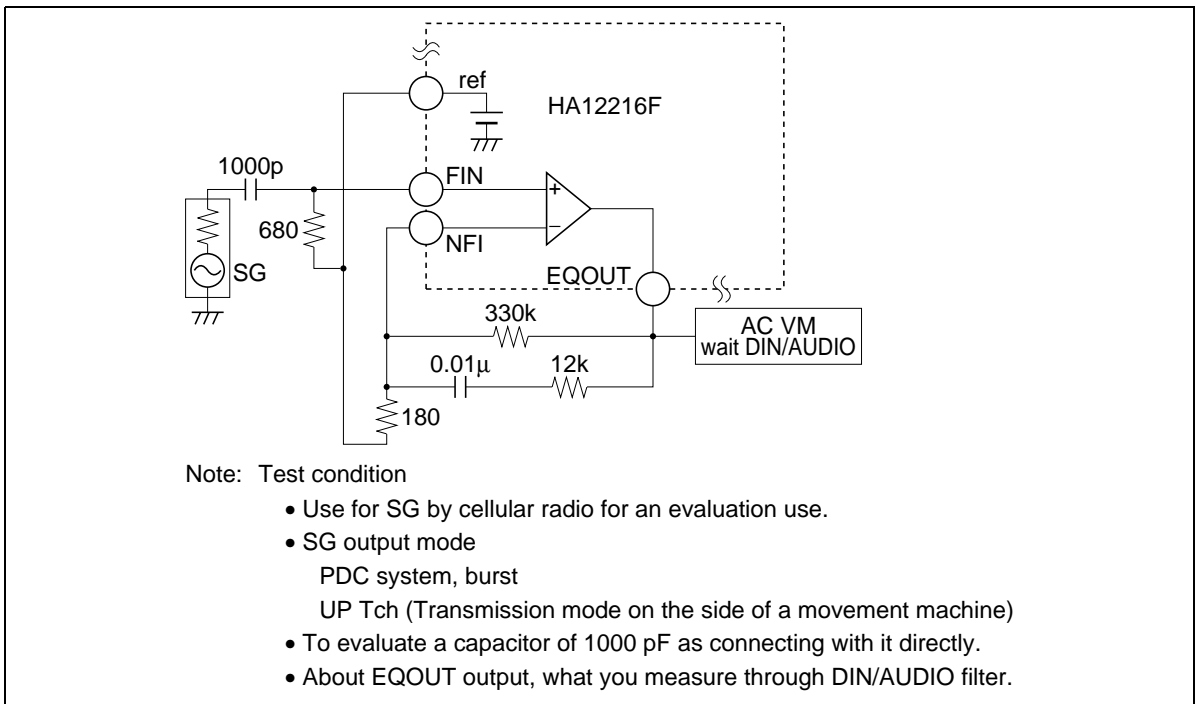 ref
HA12216F
1000p
FIN
680
NFI
SG
EQOUT
330k
AC VM
wait DIN/AUDIO
0.01μ
12k
180
Note: Test condition
• Use for SG by cellular radio for an evaluation use.
• SG output mode
PDC system, burst
UP Tch (Transmission mode on the side of a movement machine)
• To evaluate a capacitor of 1000 pF as connecting with it directly.
• About EQOUT output, what you measure through DIN/AUDIO filter.